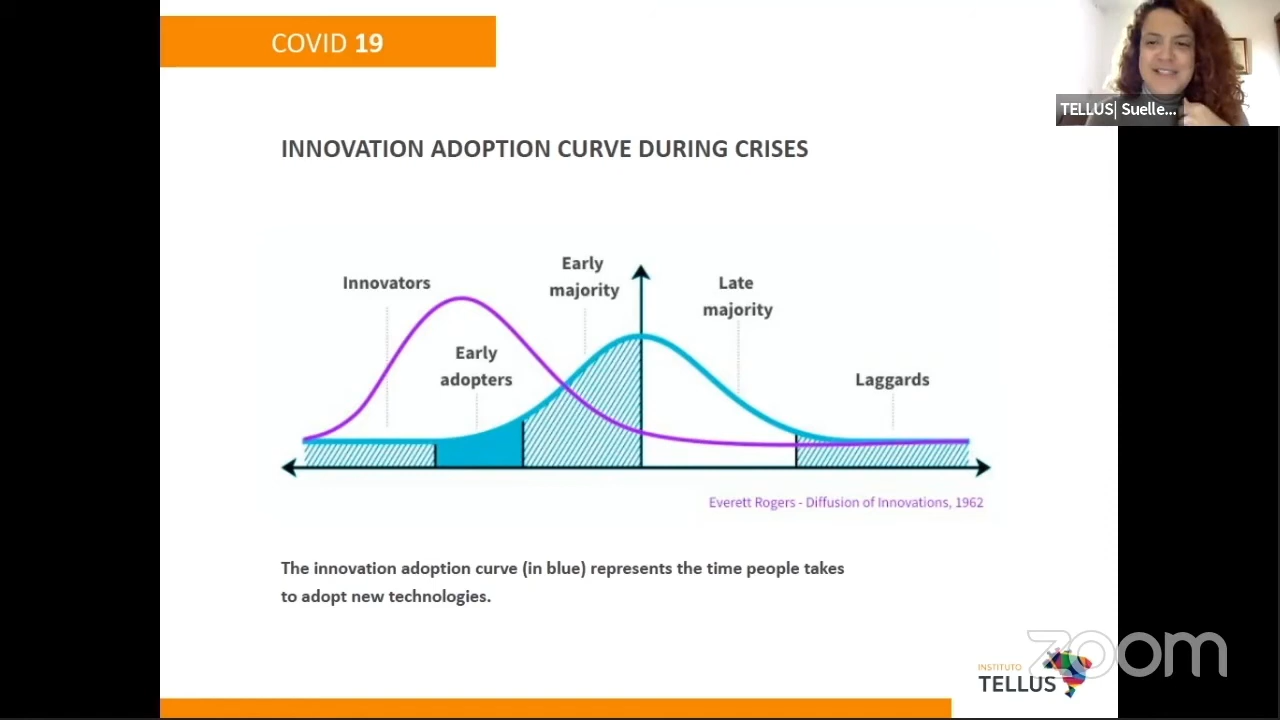 COVID 19
TELLUS| Suelle...
INNOVATION ADOPTION CURVE DURING CRISES
Innovators
Early
adopters
Early
majority
Late
majority
Laggards
Everett Rogers - Diffusion of Innovations, 1962
The innovation adoption curve (in blue) represents the time people takes
to adopt new technologies.
INSTITUTO
TELLUS
zoom